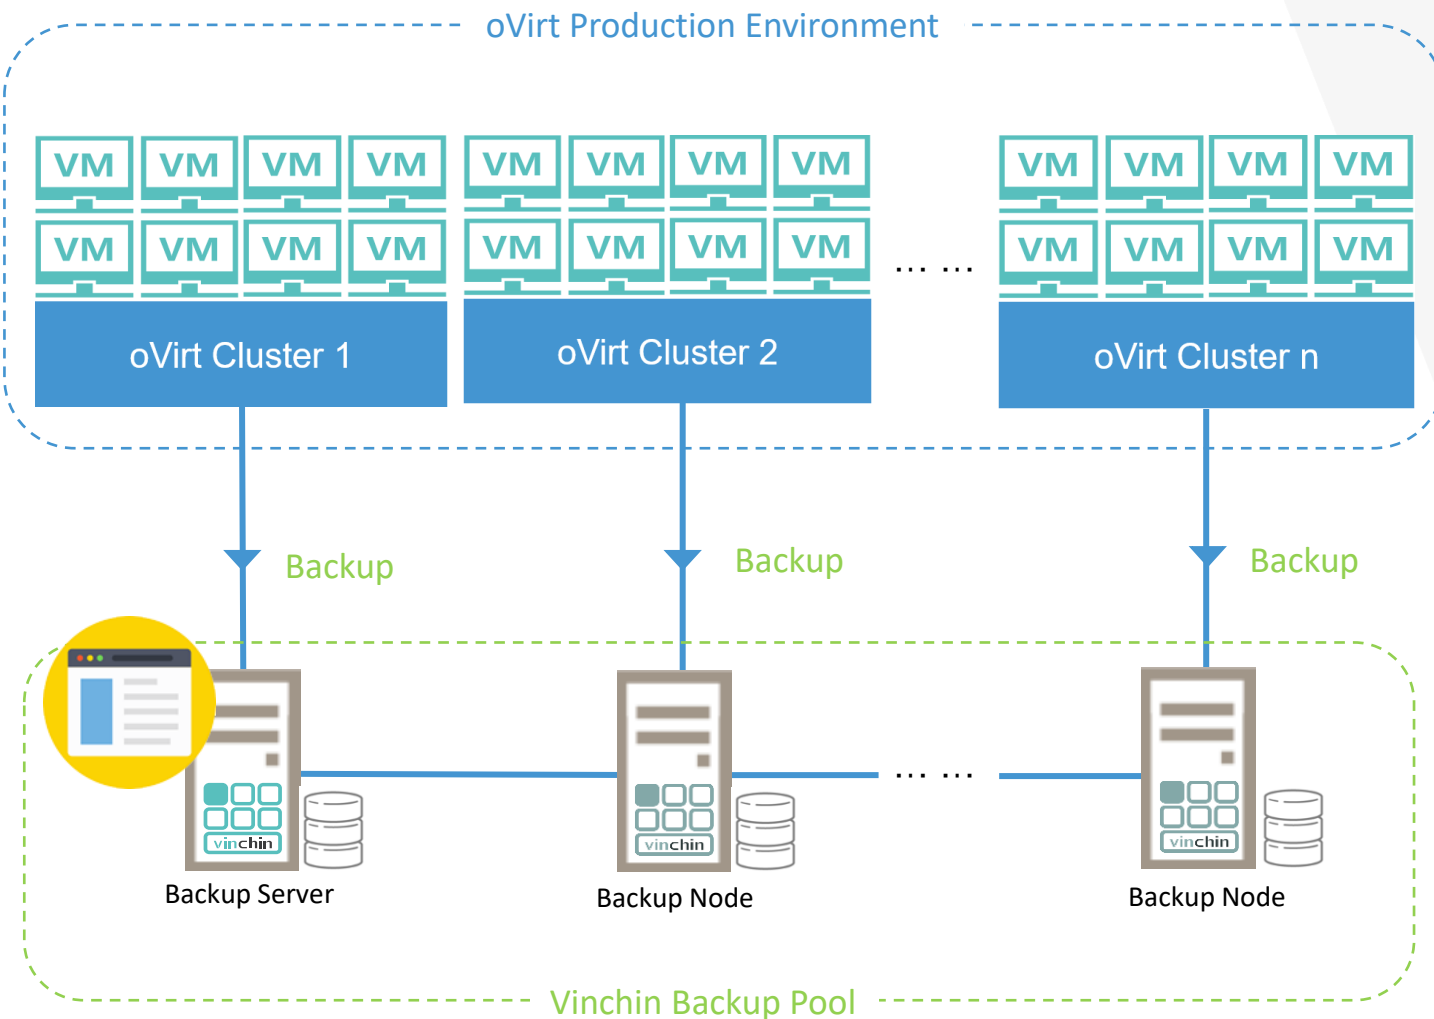 oVirt Production Environment
VM VM VM VM VM VM VM VM VM VM VM VM
VM VM VM VM VM VM VM VM ... ... VM VM VM VM
oVirt Cluster 1 oVirt Cluster 2 oVirt Cluster n
Backup Backup Backup
... ...
vinchin vinchin vinchin
Backup Server Backup Node Backup Node
Vinchin Backup Pool